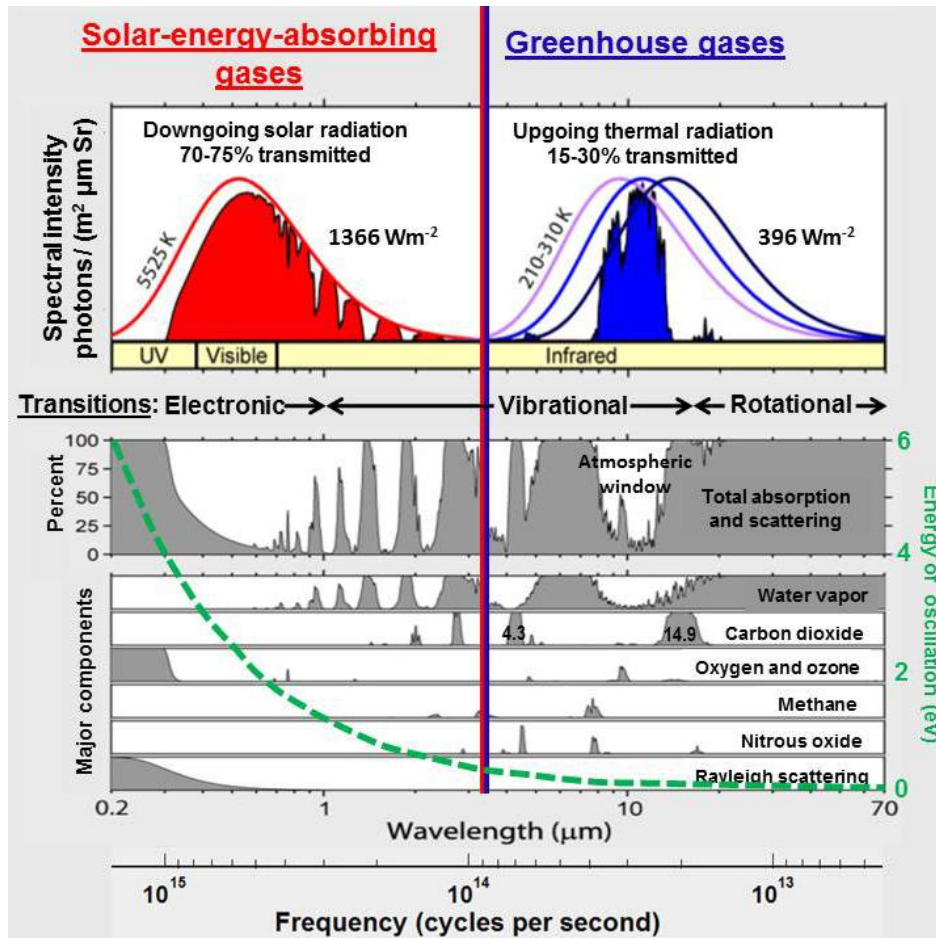 Solar-energy-absorbing
gases
Greenhouse gases
Downgoing solar radiation
70-75% transmitted
Upgoing thermal radiation
15-30% transmitted
Spectral intensity
photons / (m² µm Sr)
5525 K
1366 Wm-2
210-310 K
396 Wm-2
UV
Visible
Infrared
Transitions: Electronic
Vibrational
Rotational
Percent
100
75
50
25
0
Atmospheric
window
Total absorption
and scattering
6
4
2
0
Energy of oscillation (eV)
Major components
Water vapor
4.3
14.9
Carbon dioxide
Oxygen and ozone
Methane
Nitrous oxide
Rayleigh scattering
0.2
1
10
70
Wavelength (µm)
10¹⁵
10¹⁴
10¹³
Frequency (cycles per second)